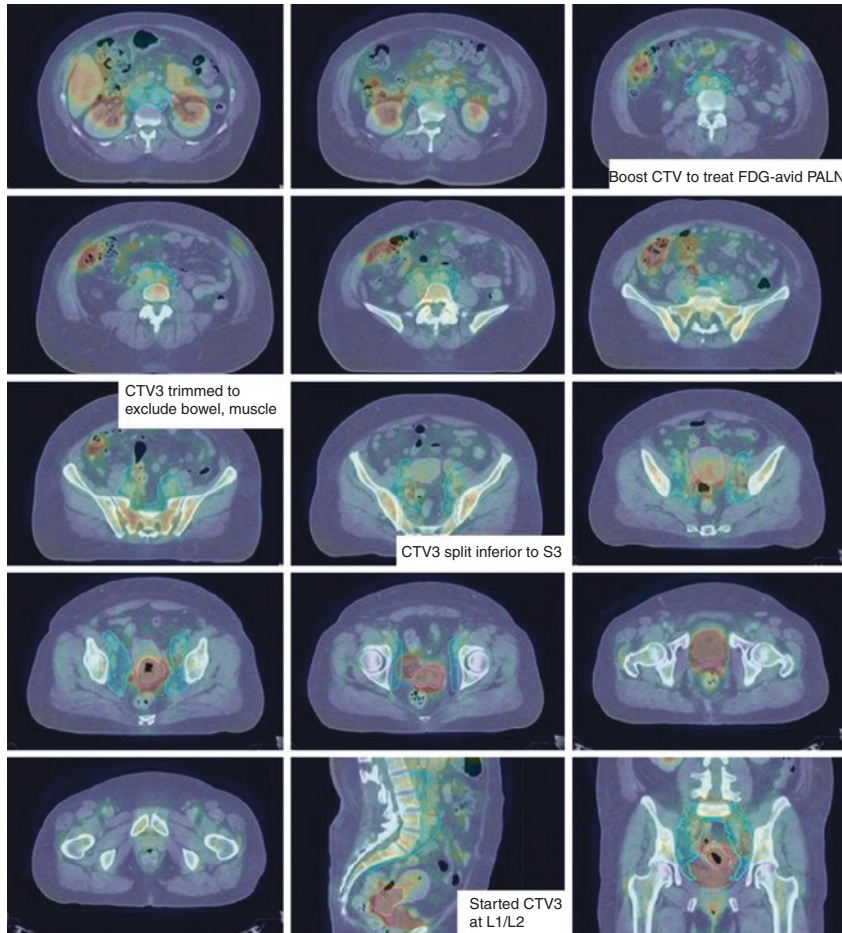 Boost CTV to treat FDG-avid PALN
CTV3 trimmed to
exclude bowel, muscle
CTV3 split inferior to S3
Started CTV3
at L1/L2